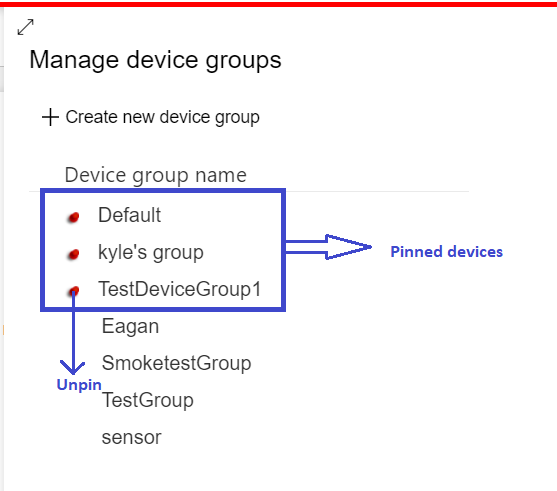 Manage device groups
Create new device group
Device group name
Default
kyle's group
Pinned devices
TestDeviceGroup1
Eagan
SmoketestGroup
Unpin
TestGroup
sensor